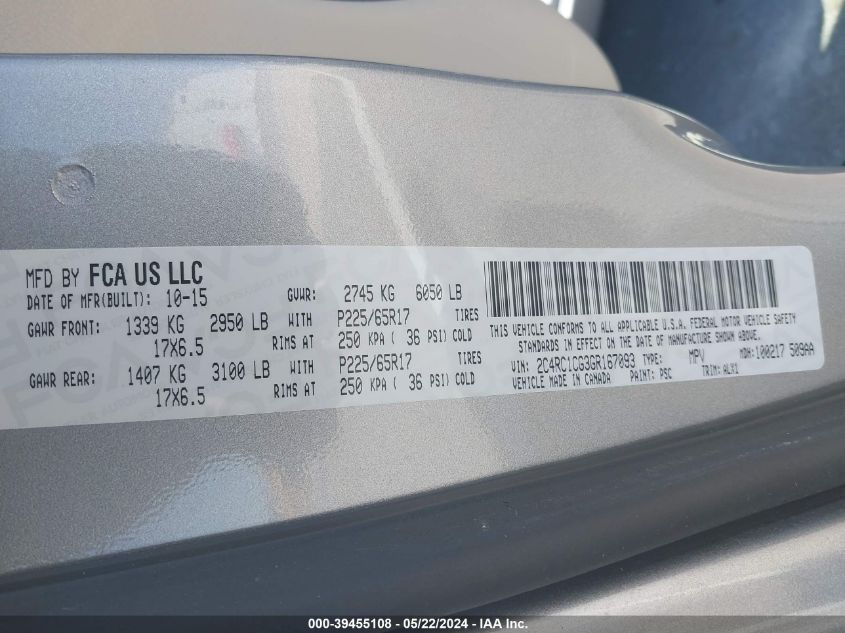 MFD BY FCA US LLC
DATE OF MFR(BUILT): 10-15 GVWR: 2745 KG 6050 LB
GAWR FRONT: 1339 KG 2950 LB WITH P225/65R17 TIRES
17X6.5 RIMS AT 250 KPA ( 36 PSI) COLD
GAWR REAR: 1407 KG 3100 LB WITH P225/65R17 TIRES
17X6.5 RIMS AT 250 KPA ( 36 PSI) COLD
THIS VEHICLE CONFORMS TO ALL APPLICABLE U.S.A. FEDERAL MOTOR VEHICLE SAFETY
STANDARDS IN EFFECT ON THE DATE OF MANUFACTURE SHOWN ABOVE.
VIN: 2C4RC1CG3GR167093 TYPE: MPV MDH:100217 509AA
VEHICLE MADE IN CANADA PAINT: PSC TRIM: ALX1
000-39455108 - 05/22/2024 - IAA Inc.